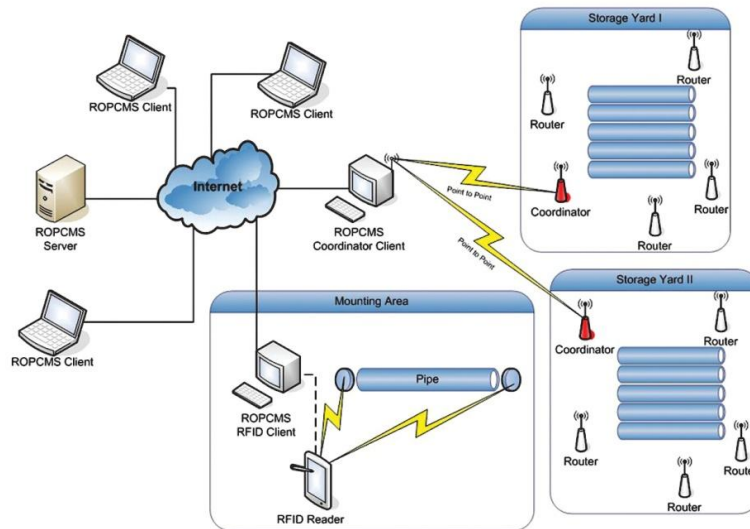 Storage Yard I
Router
ROPCMS Client
ROPCMS Client
Router
Internet
Point to Point
Coordinator
Router
Router
ROPCMS
Server
ROPCMS
Coordinator Client
Point to Point
Storage Yard II
Mounting Area
Coordinator
Router
ROPCMS Client
Pipe
ROPCMS
RFID Client
Router
Router
Router
RFID Reader